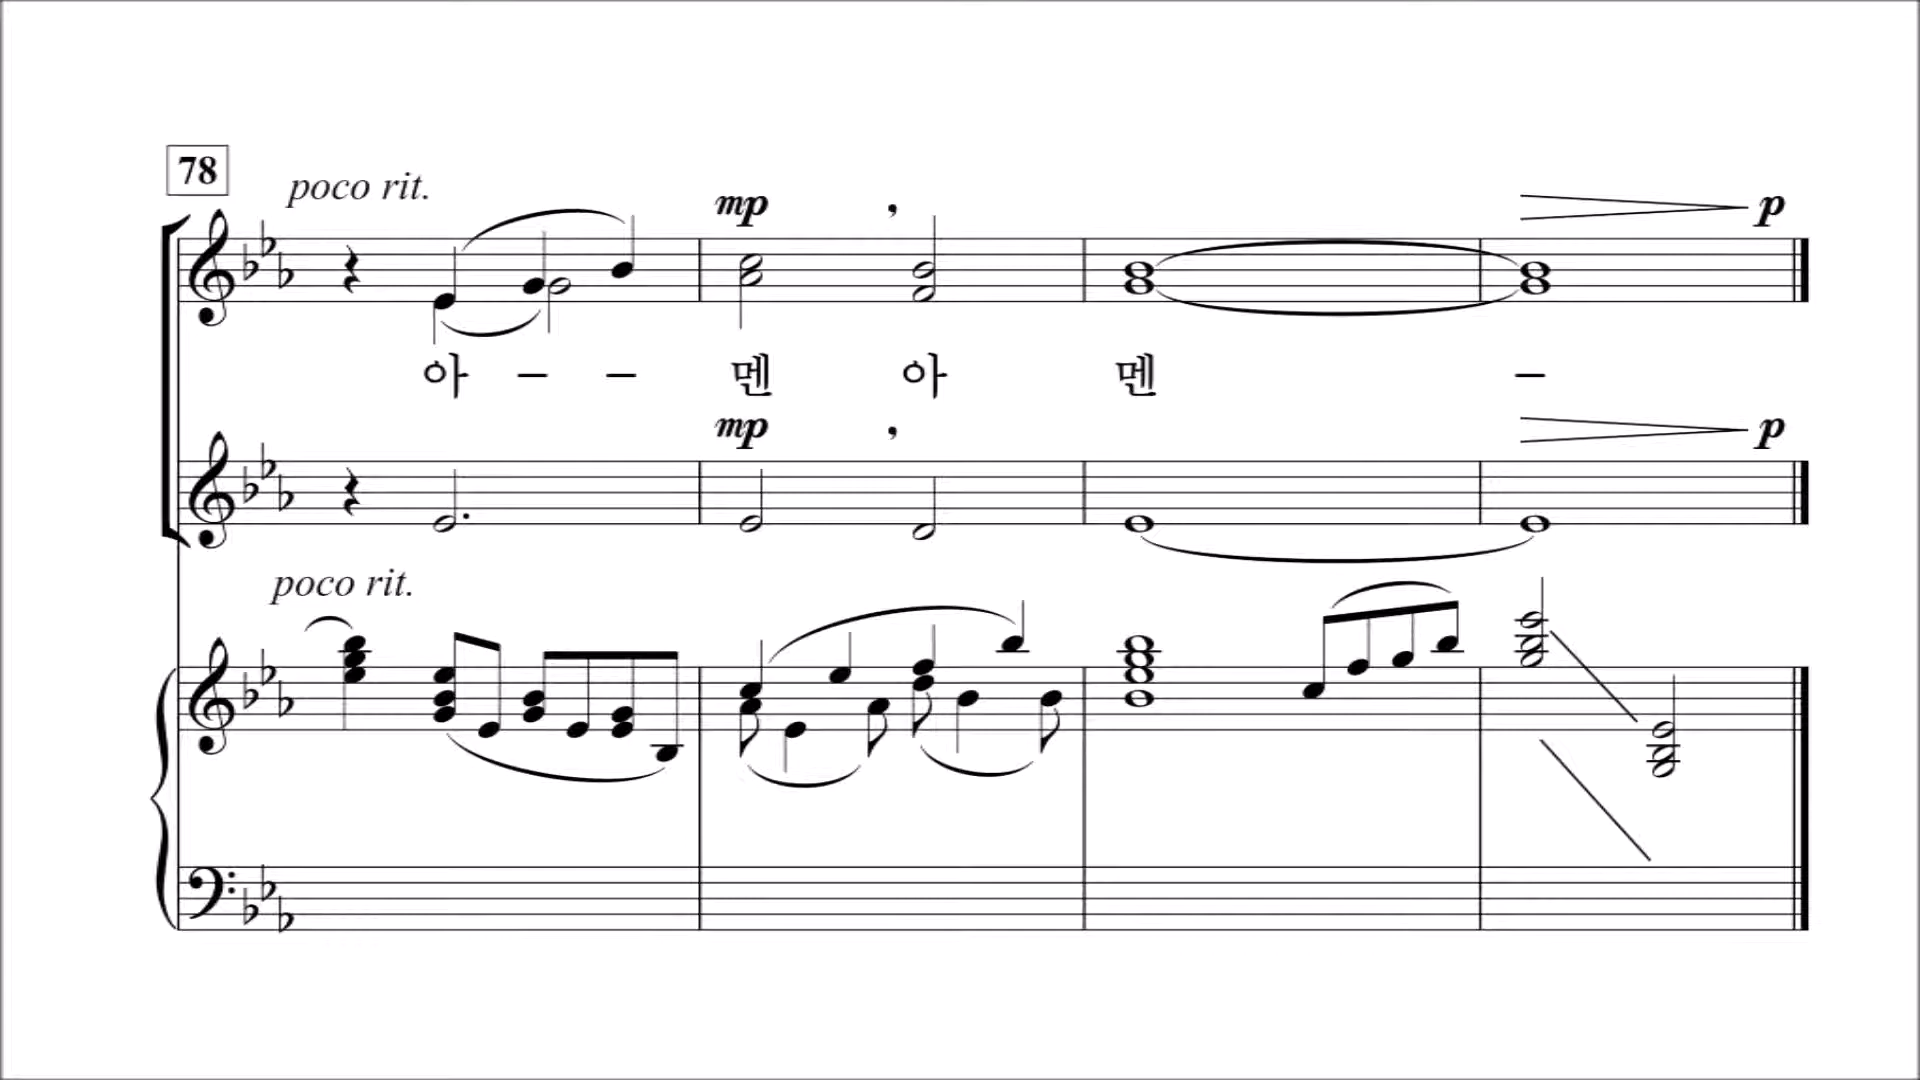 78
poco rit.
mp
p
아 – – 멘 아 멘 –
mp
p
poco rit.